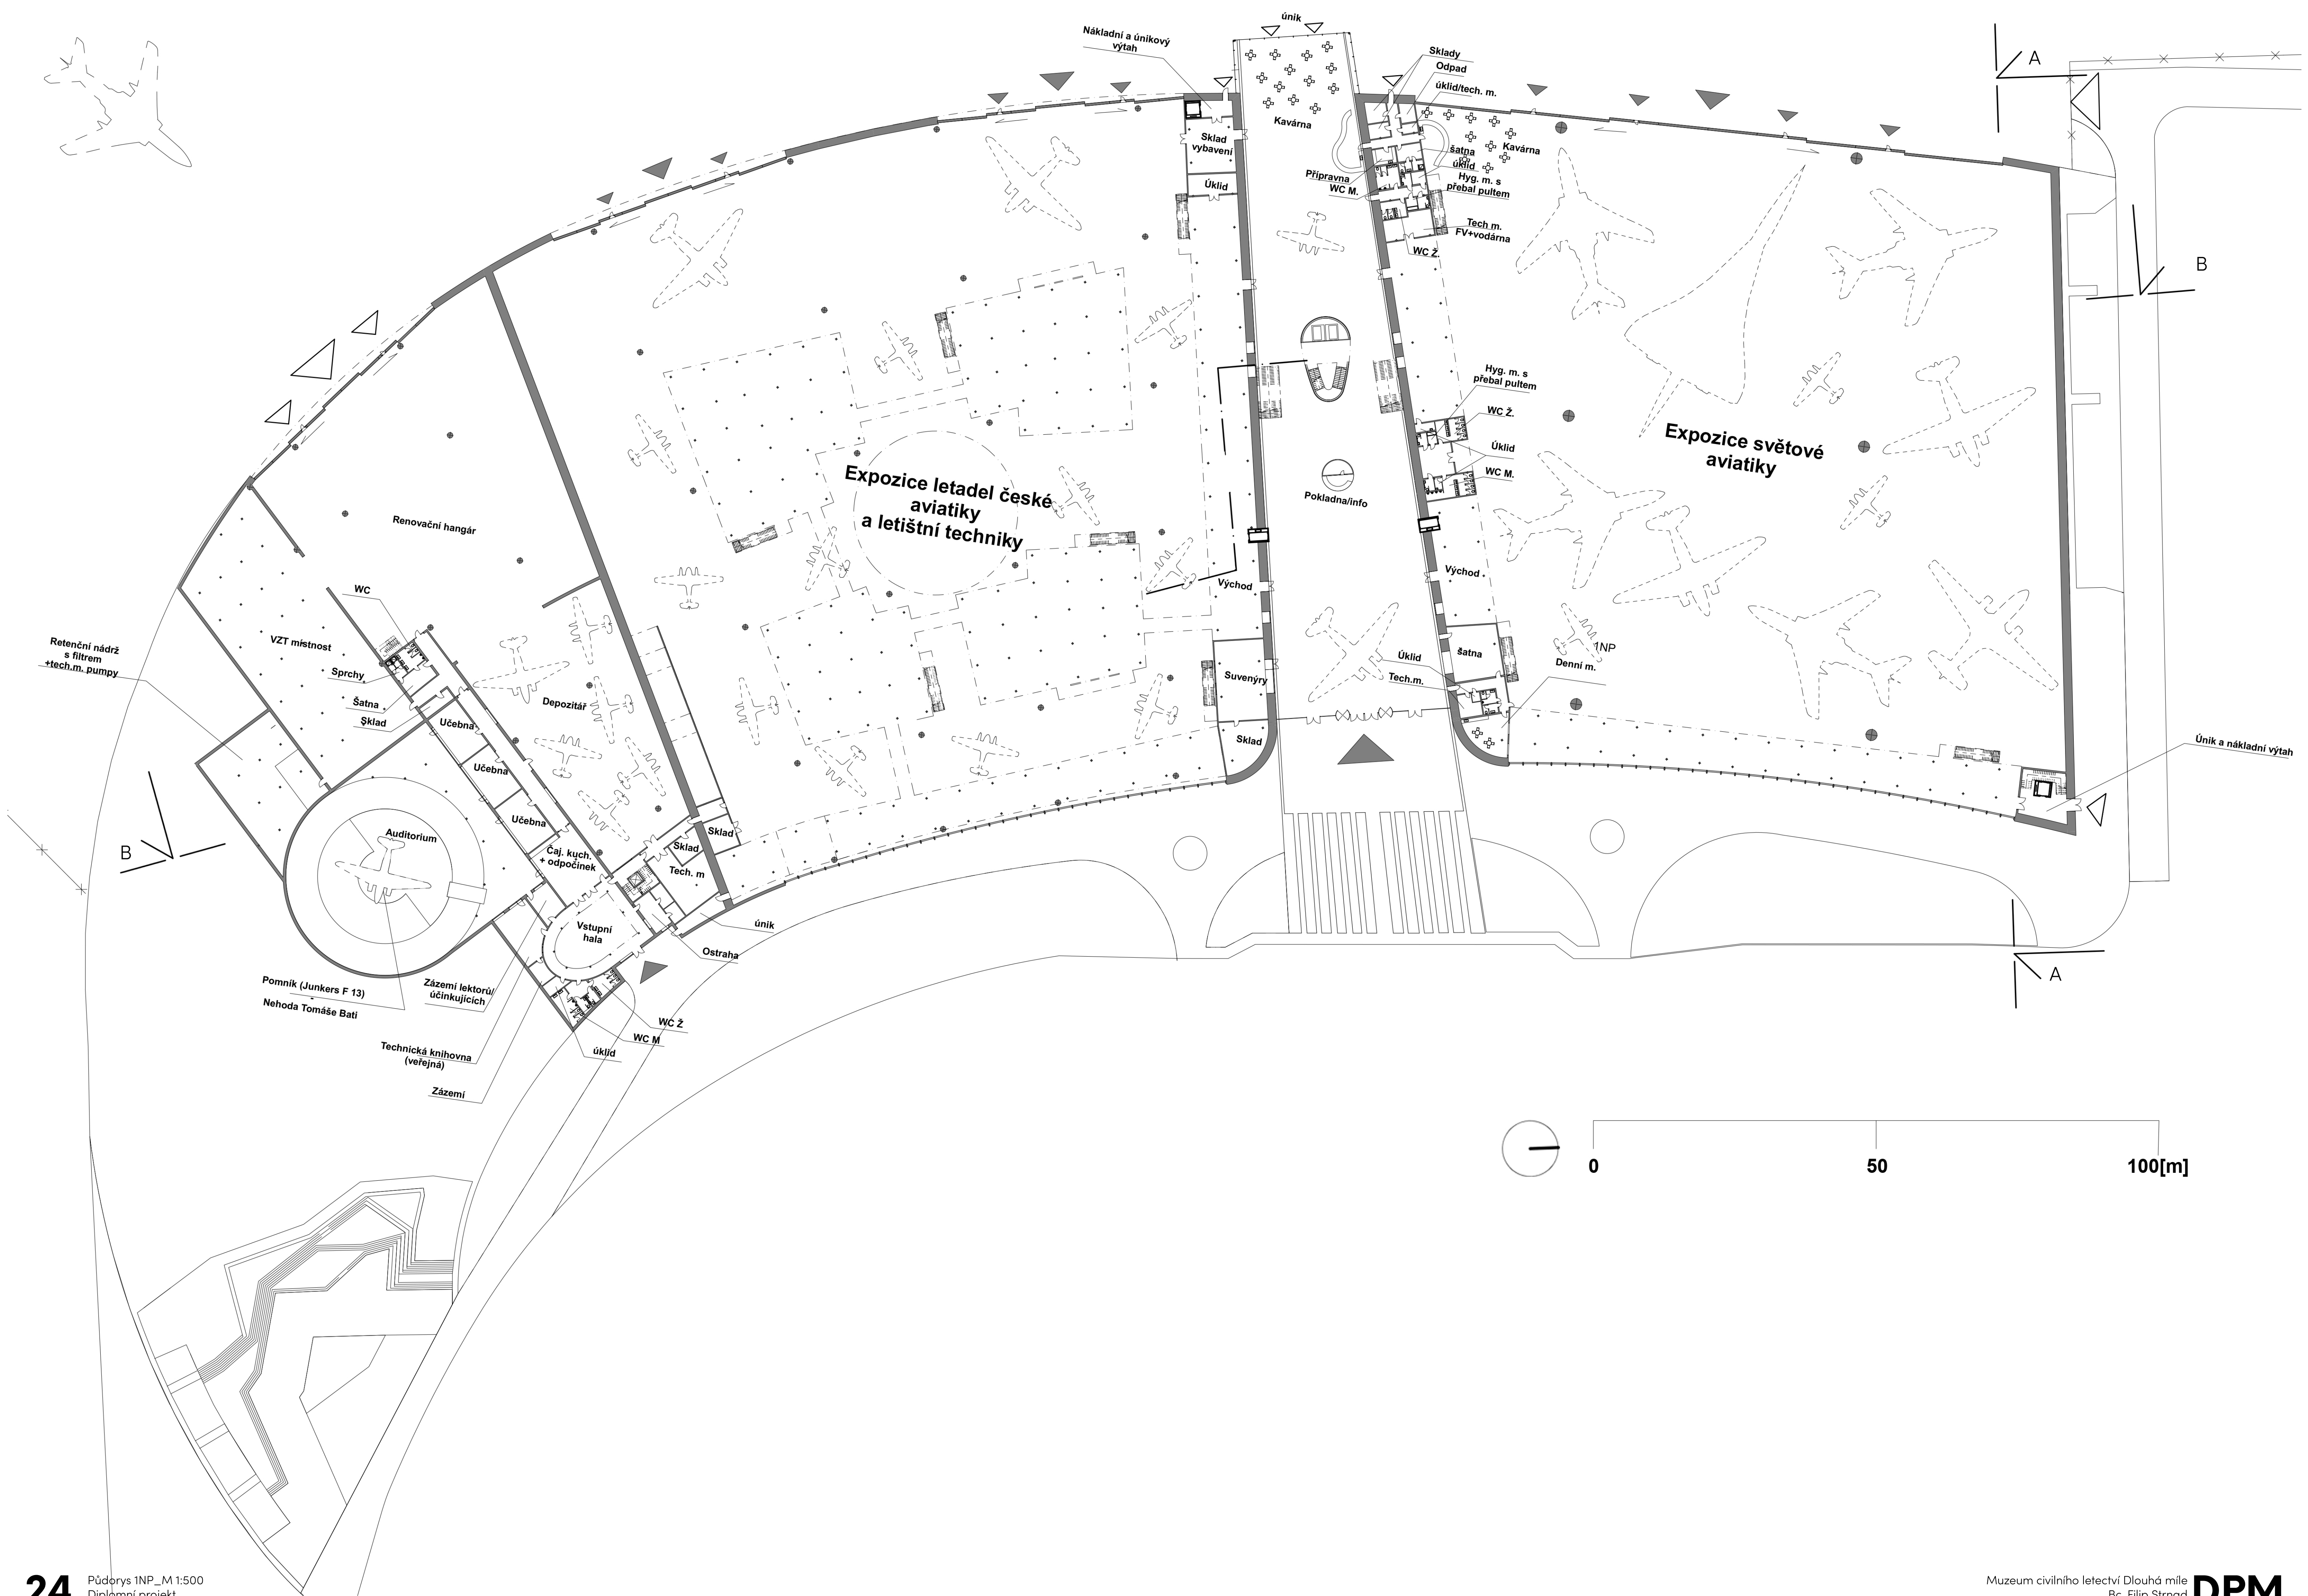 únik
Nákladní a únikový
výtah
Sklady
Odpad
úklid/tech. m.
A
Kavárna
Sklad
vybavení
Kavárna
šatna
úklid
Přípravna
WC M.
Úklid
Hyg. m. s
přebal pultem
Tech m.
FV+vodárna
WC Ž.
B
Hyg. m. s
přebal pultem
WC Ž.
Úklid
WC M.
Expozice světové
aviatiky
Expozice letadel české
aviatiky
a letištní techniky
Pokladna/info
Renovační hangár
Východ
Východ
WC
VZT místnost
Retenční nádrž
s filtrem
+tech.m. pumpy
Sprchy
Šatna
Sklad
Depozitář
Učebna
Učebna
Učebna
Suvenýry
Sklad
Úklid
Tech.m.
šatna
1NP
Denní m.
Únik a nákladní výtah
B
Auditorium
Čaj. kuch.
+ odpočinek
Sklad
Sklad
Tech. m
Vstupní
hala
únik
Ostraha
A
Pomník (Junkers F 13)
-
Nehoda Tomáše Bati
Zázemí lektorů/
účinkujících
WC Ž
WC M
úklid
Technická knihovna
(veřejná)
Zázemí
0
50
100[m]
24
Půdorys 1NP_M 1:500
Diplomní projekt
Muzeum civilního letectví Dlouhá míle
Bc. Filip Strnad
DPM